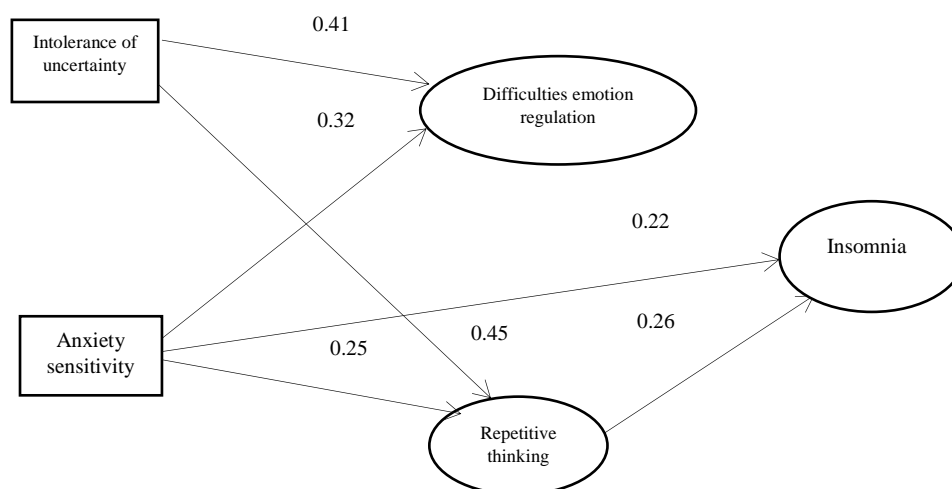 0.41
Intolerance of
uncertainty
Difficulties emotion
regulation
0.32
0.22
Insomnia
0.26
0.45
0.25
Anxiety
sensitivity
Repetitive
thinking